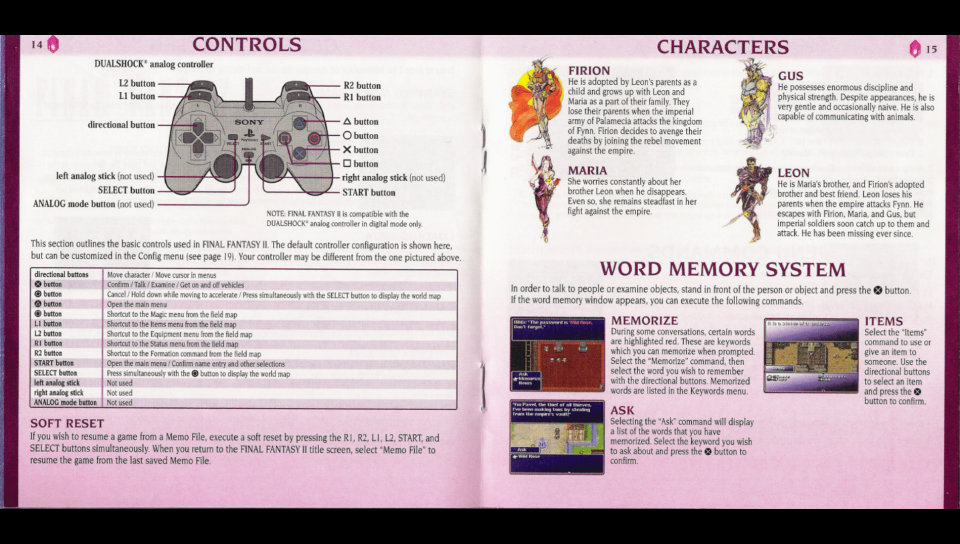 14
CONTROLS
DUALSHOCK® analog controller
L2 button
L1 button
directional button
left analog stick (not used)
SELECT button
ANALOG mode button (not used)
SONY
R2 button
R1 button
△ button
○ button
✕ button
□ button
right analog stick (not used)
START button
NOTE: FINAL FANTASY II is compatible with the
DUALSHOCK® analog controller in digital mode only.
This section outlines the basic controls used in FINAL FANTASY II. The default controller configuration is shown here,
but can be customized in the Config menu (see page 19). Your controller may be different from the one pictured above.
directional buttons Move character / Move cursor in menus
⊗ button Confirm / Talk / Examine / Get on and off vehicles
button Cancel / Hold down while moving to accelerate / Press simultaneously with the SELECT button to display the world map
button Open the main menu
button Shortcut to the Magic menu from the field map
L1 button Shortcut to the Items menu from the field map
L2 button Shortcut to the Equipment menu from the field map
R1 button Shortcut to the Status menu from the field map
R2 button Shortcut to the Formation command from the field map
START button Open the main menu / Confirm name entry and other selections
SELECT button Press simultaneously with the button to display the world map
left analog stick Not used
right analog stick Not used
ANALOG mode button Not used
SOFT RESET
If you wish to resume a game from a Memo File, execute a soft reset by pressing the R1, R2, L1, L2, START, and
SELECT buttons simultaneously. When you return to the FINAL FANTASY II title screen, select "Memo File" to
resume the game from the last saved Memo File.
CHARACTERS
15
FIRION
He is adopted by Leon's parents as a
child and grows up with Leon and
Maria as a part of their family. They
lose their parents when the imperial
army of Palamecia attacks the kingdom
of Fynn. Firion decides to avenge their
deaths by joining the rebel movement
against the empire.
GUS
He possesses enormous discipline and
physical strength. Despite appearances, he is
very gentle and occasionally naive. He is also
capable of communicating with animals.
MARIA
She worries constantly about her
brother Leon when he disappears.
Even so, she remains steadfast in her
fight against the empire.
LEON
He is Maria's brother, and Firion's adopted
brother and best friend. Leon loses his
parents when the empire attacks Fynn. He
escapes with Firion, Maria, and Gus, but
imperial soldiers soon catch up to them and
attack. He has been missing ever since.
WORD MEMORY SYSTEM
In order to talk to people or examine objects, stand in front of the person or object and press the ⊗ button.
If the word memory window appears, you can execute the following commands.
Hilda: "The password is Wild Rose.
Don't forget."
Ask
Memorize
Items
MEMORIZE
During some conversations, certain words
are highlighted red. These are keywords
which you can memorize when prompted.
Select the "Memorize" command, then
select the word you wish to remember
with the directional buttons. Memorized
words are listed in the Keywords menu.
ITEMS
Select the "Items"
command to use or
give an item to
someone. Use the
directional buttons
to select an item
and press the ⊗
button to confirm.
"I'm Pavel, the thief of all thieves.
I've been making tons by stealing
from the empire's vault!"
Ask
Wild Rose
ASK
Selecting the "Ask" command will display
a list of the words that you have
memorized. Select the keyword you wish
to ask about and press the ⊗ button to
confirm.